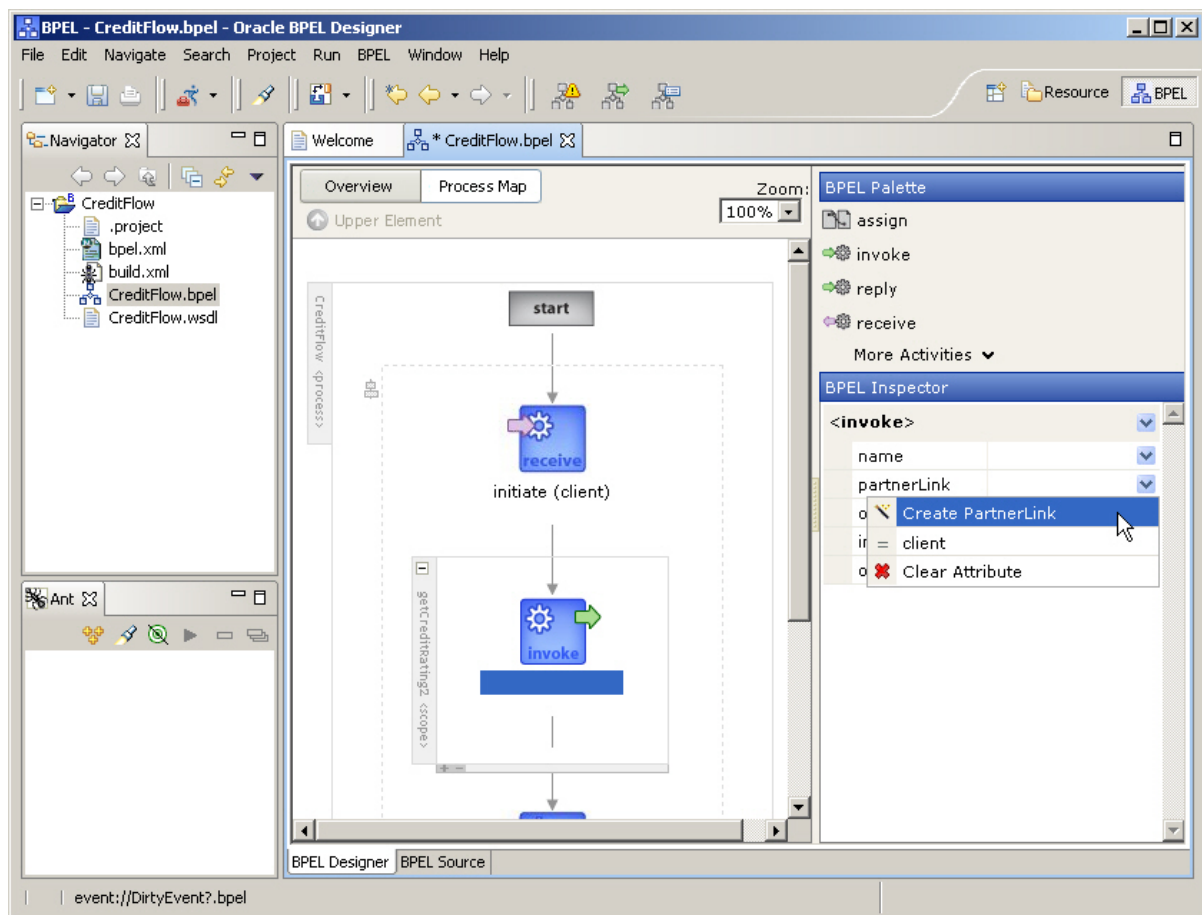 BPEL - CreditFlow.bpel - Oracle BPEL Designer
File Edit Navigate Search Project Run BPEL Window Help
Resource BPEL
Navigator
CreditFlow
.project
bpel.xml
build.xml
CreditFlow.bpel
CreditFlow.wsdl
Ant
Welcome
* CreditFlow.bpel
Overview
Process Map
Zoom:
Upper Element
100%
CreditFlow <process>
start
receive
initiate (client)
getCreditRating2 <scope>
invoke
BPEL Palette
assign
invoke
reply
receive
More Activities
BPEL Inspector
<invoke>
name
partnerLink
Create PartnerLink
= client
Clear Attribute
BPEL Designer
BPEL Source
event://DirtyEvent?.bpel